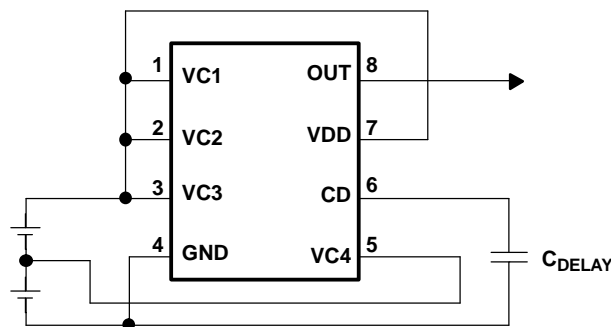 1 VC1 OUT 8
2 VC2 VDD 7
3 VC3 CD 6
4 GND VC4 5
CDELAY